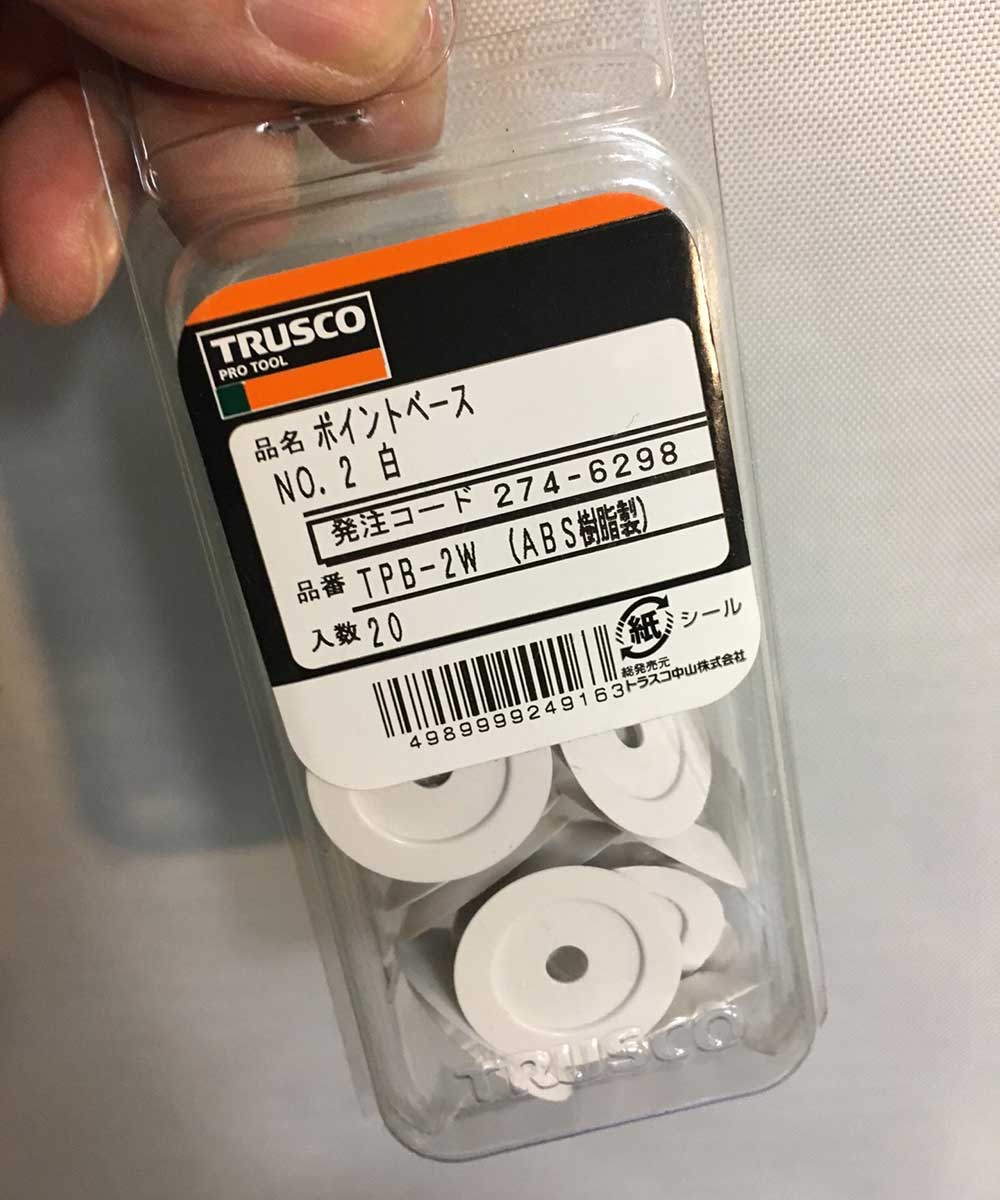 TRUSCO
PRO TOOL
品名 ポイントベース
NO. 2 白
発注コード 274-6298
品番 TPB-2W (ABS樹脂製)
入数 20
紙 シール
総発売元
トラスコ中山株式会社
4989999249163
TRUSCO